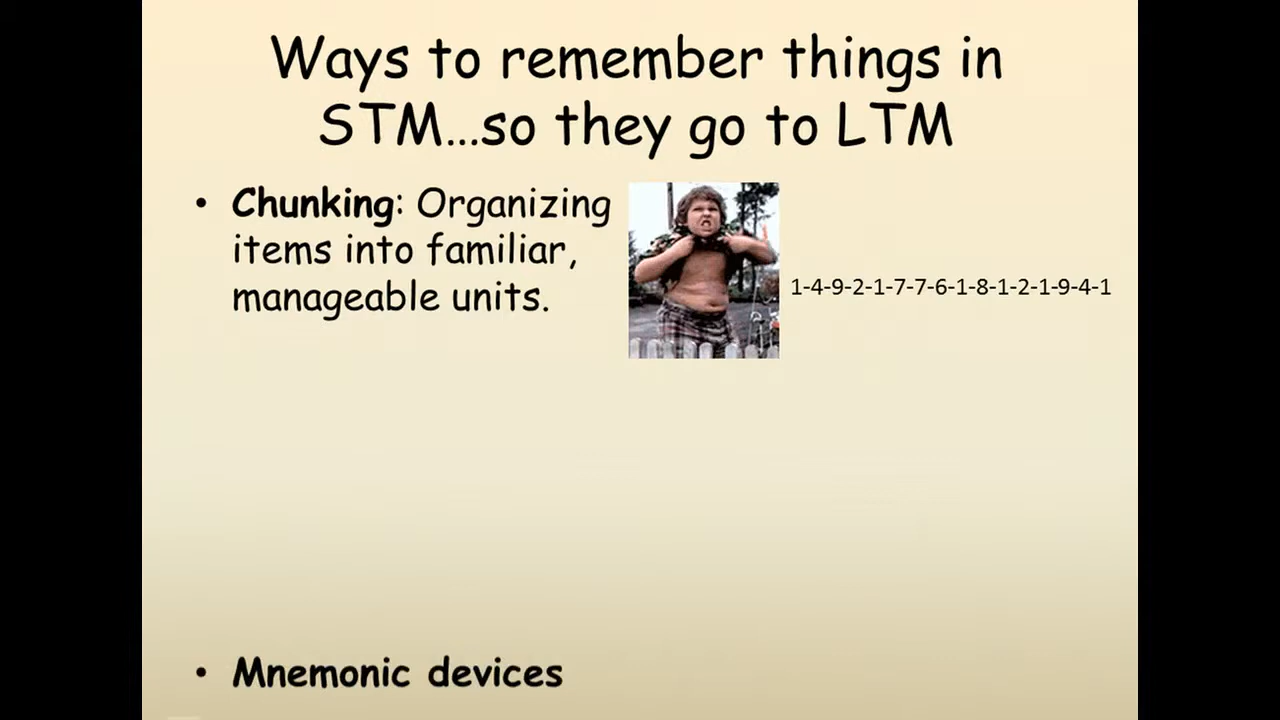 Ways to remember things in
STM...so they go to LTM
• Chunking: Organizing
items into familiar,
manageable units.
1-4-9-2-1-7-7-6-1-8-1-2-1-9-4-1
• Mnemonic devices